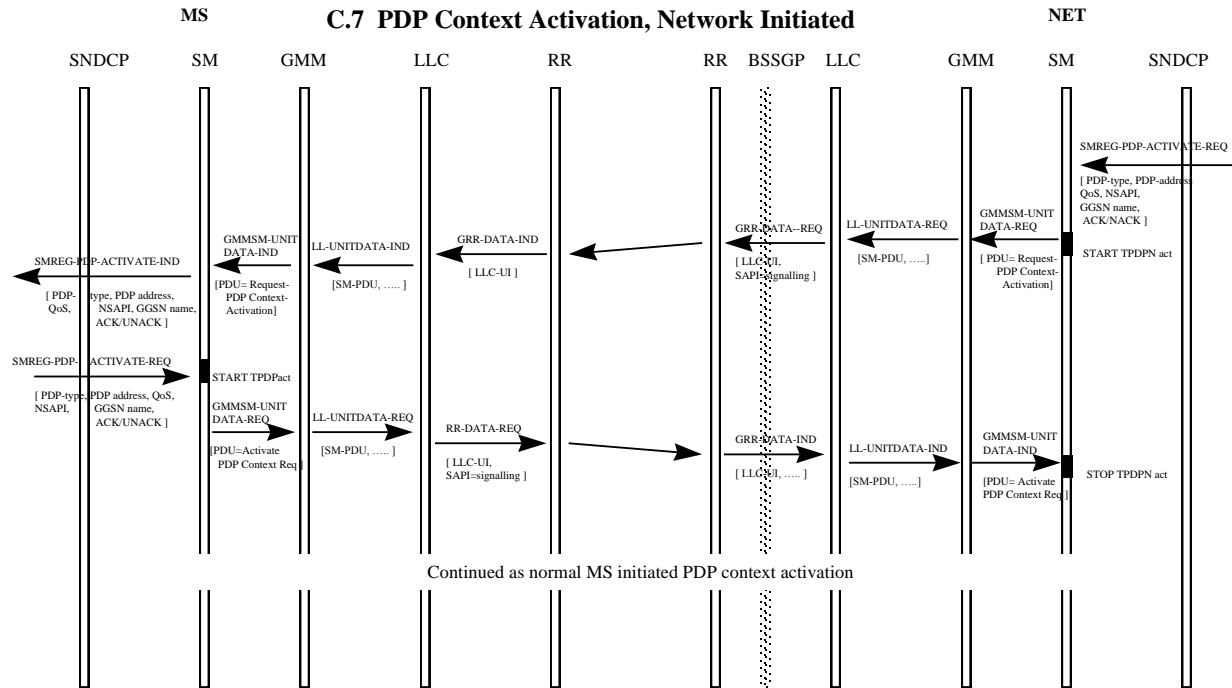 MS
C.7 PDP Context Activation, Network Initiated
NET
SNDCP SM GMM LLC RR RR BSSGP LLC GMM SM SNDCP
SMREG-PDP-ACTIVATE-REQ
[ PDP-type, PDP-address
QoS, NSAPI,
GGSN name,
ACK/NACK ]
GMMSM-UNIT
DATA-REQ
[ PDU= Request-
PDP Context-
Activation]
START TPDPN act
LL-UNITDATA-REQ
[SM-PDU, …..]
GRR-DATA--REQ
[ LLC-UI,
SAPI=signalling ]
GRR-DATA-IND
[ LLC-UI ]
LL-UNITDATA-IND
[SM-PDU, ….. ]
GMMSM-UNIT
DATA-IND
[PDU= Request-
PDP Context-
Activation]
SMREG-PDP-ACTIVATE-IND
[ PDP-type, PDP address,
QoS, NSAPI, GGSN name,
ACK/UNACK ]
SMREG-PDP-ACTIVATE-REQ
[ PDP-type, PDP address, QoS,
NSAPI, GGSN name,
ACK/UNACK ]
START TPDPact
GMMSM-UNIT
DATA-REQ
[PDU=Activate
PDP Context Req ]
LL-UNITDATA-REQ
[SM-PDU, ….. ]
RR-DATA-REQ
[ LLC-UI,
SAPI=signalling ]
GRR-DATA-IND
[ LLC-UI, ….. ]
LL-UNITDATA-IND
[SM-PDU, …..]
GMMSM-UNIT
DATA-IND
[PDU= Activate
PDP Context Req ]
STOP TPDPN act
Continued as normal MS initiated PDP context activation